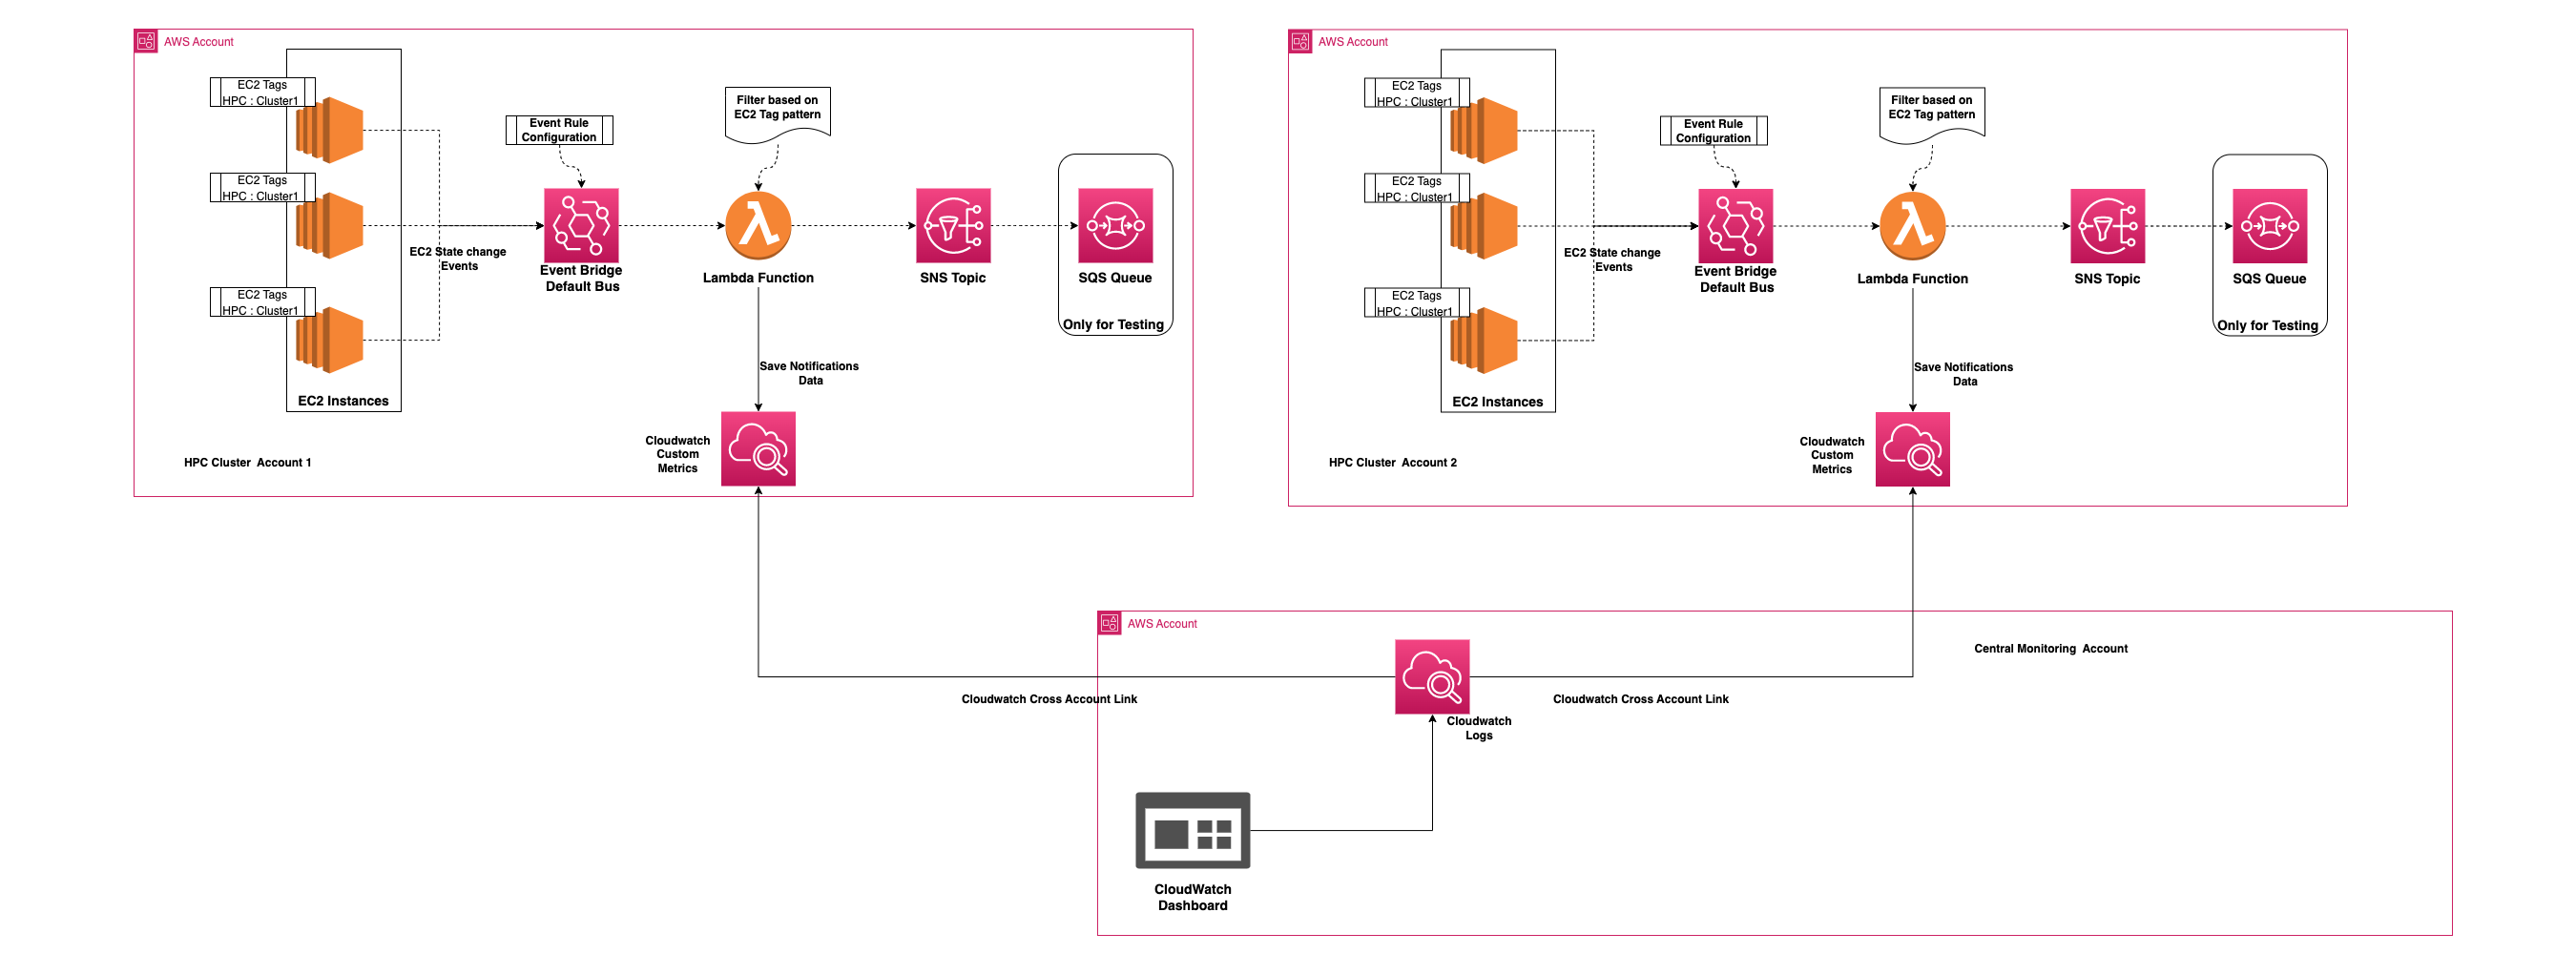 AWS Account
EC2 Tags
HPC : Cluster1
EC2 Tags
HPC : Cluster1
EC2 Tags
HPC : Cluster1
EC2 Instances
EC2 State change
Events
Event Rule
Configuration
Event Bridge
Default Bus
Filter based on
EC2 Tag pattern
Lambda Function
SNS Topic
SQS Queue
Only for Testing
Save Notifications
Data
Cloudwatch
Custom
Metrics
HPC Cluster  Account 1
AWS Account
EC2 Tags
HPC : Cluster1
EC2 Tags
HPC : Cluster1
EC2 Tags
HPC : Cluster1
EC2 Instances
EC2 State change
Events
Event Rule
Configuration
Event Bridge
Default Bus
Filter based on
EC2 Tag pattern
Lambda Function
SNS Topic
SQS Queue
Only for Testing
Save Notifications
Data
Cloudwatch
Custom
Metrics
HPC Cluster  Account 2
AWS Account
Central Monitoring  Account
Cloudwatch Cross Account Link
Cloudwatch Cross Account Link
Cloudwatch
Logs
CloudWatch
Dashboard